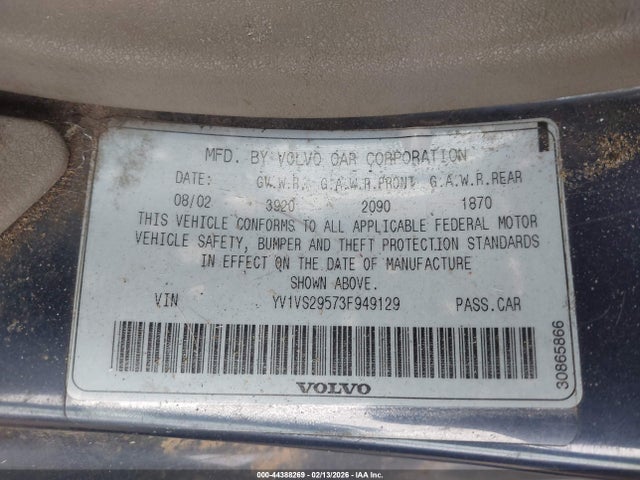 MFD. BY VOLVO CAR CORPORATION
DATE: GV.W.R. G.A.W.R.FRONT G.A.W.R.REAR
08/02 3920 2090 1870
THIS VEHICLE CONFORMS TO ALL APPLICABLE FEDERAL MOTOR
VEHICLE SAFETY, BUMPER AND THEFT PROTECTION STANDARDS
IN EFFECT ON THE DATE OF MANUFACTURE
SHOWN ABOVE.
VIN YV1VS29573F949129 PASS.CAR
VOLVO
30865866
000-44388269 - 02/13/2026 - IAA Inc.